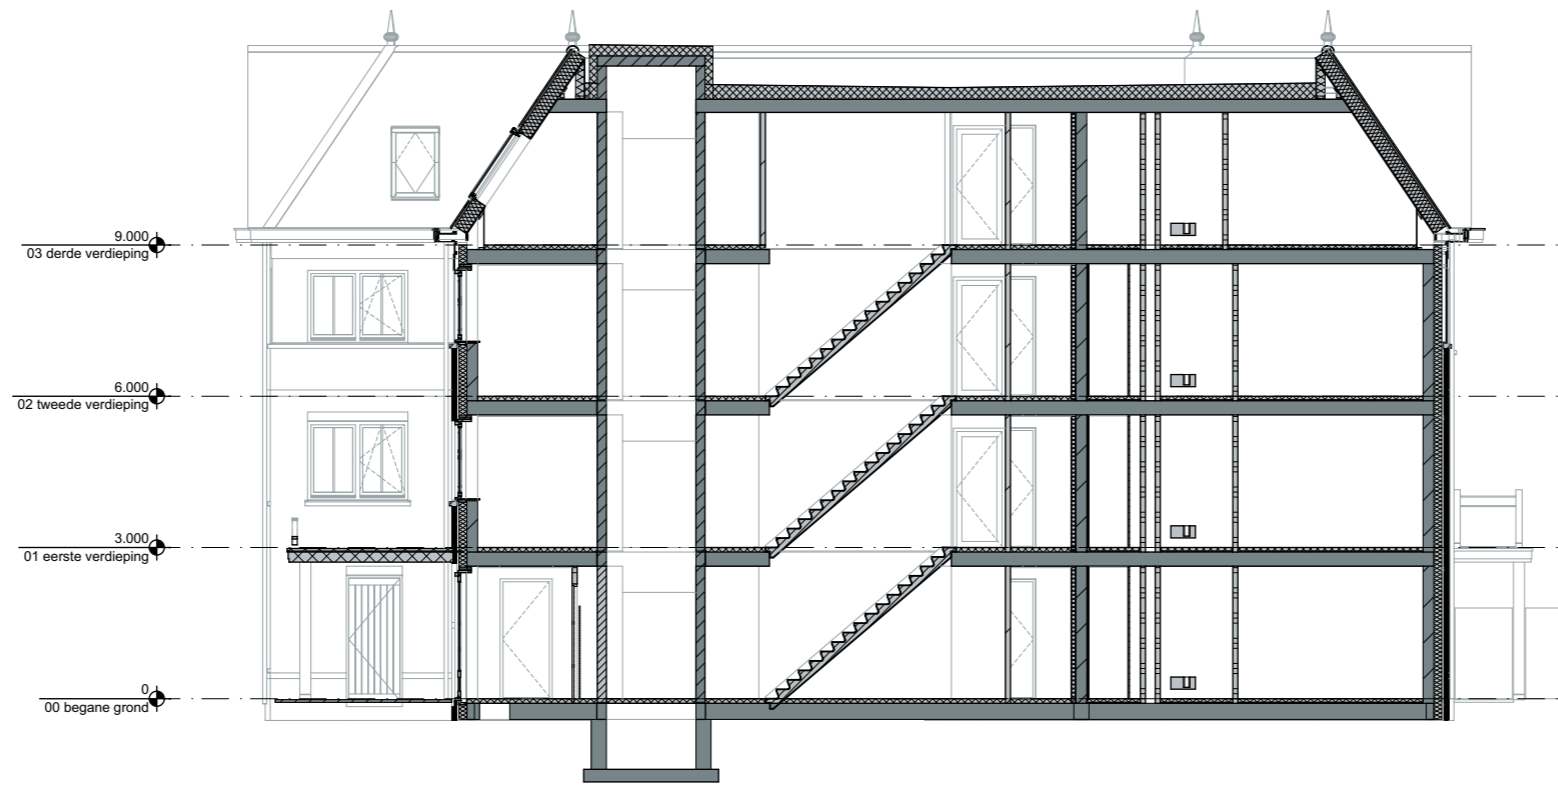 9.000
03 derde verdieping
6.000
02 tweede verdieping
3.000
01 eerste verdieping
0
00 begane grond